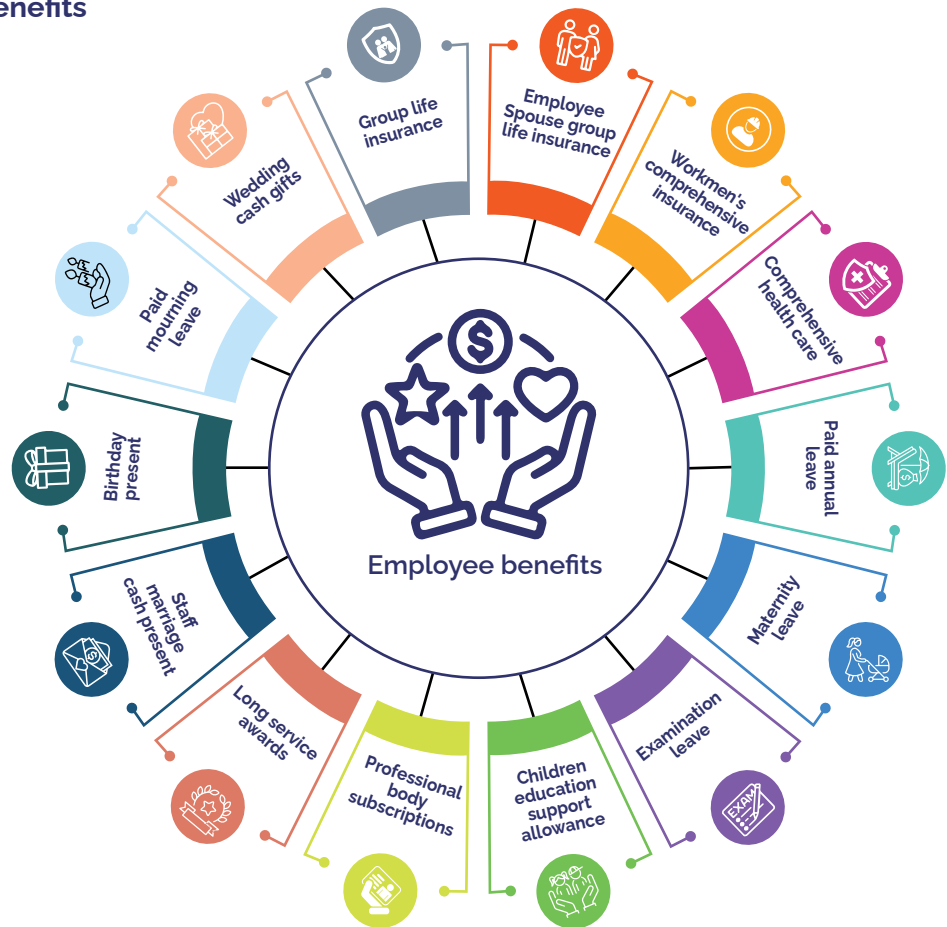 enefits
Group life
insurance
Employee
Spouse group
life insurance
Workmen's
comprehensive
insurance
Comprehensive
health care
Paid annual
leave
Maternity
leave
Examination
leave
EXAM
Children
education
support
allowance
Professional
body
subscriptions
Long service
awards
Staff
marriage
cash present
Birthday
present
Paid
mourning
leave
Wedding
cash gifts
$
Employee benefits